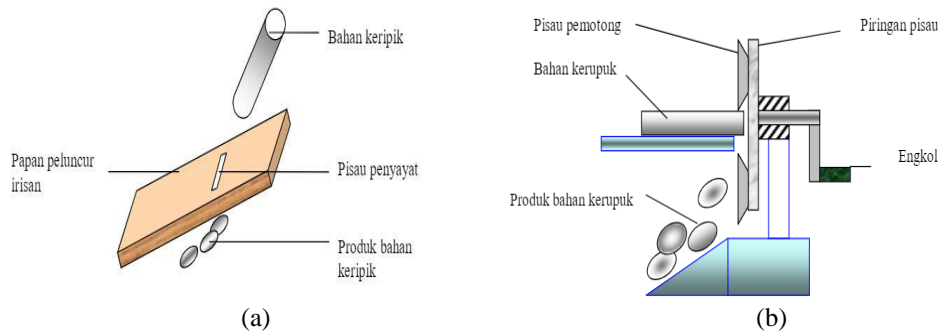 Bahan keripik
Papan peluncur
irisan
Pisau penyayat
Produk bahan
keripik
(a)
Pisau pemotong
Piringan pisau
Bahan kerupuk
Engkol
Produk bahan kerupuk
(b)